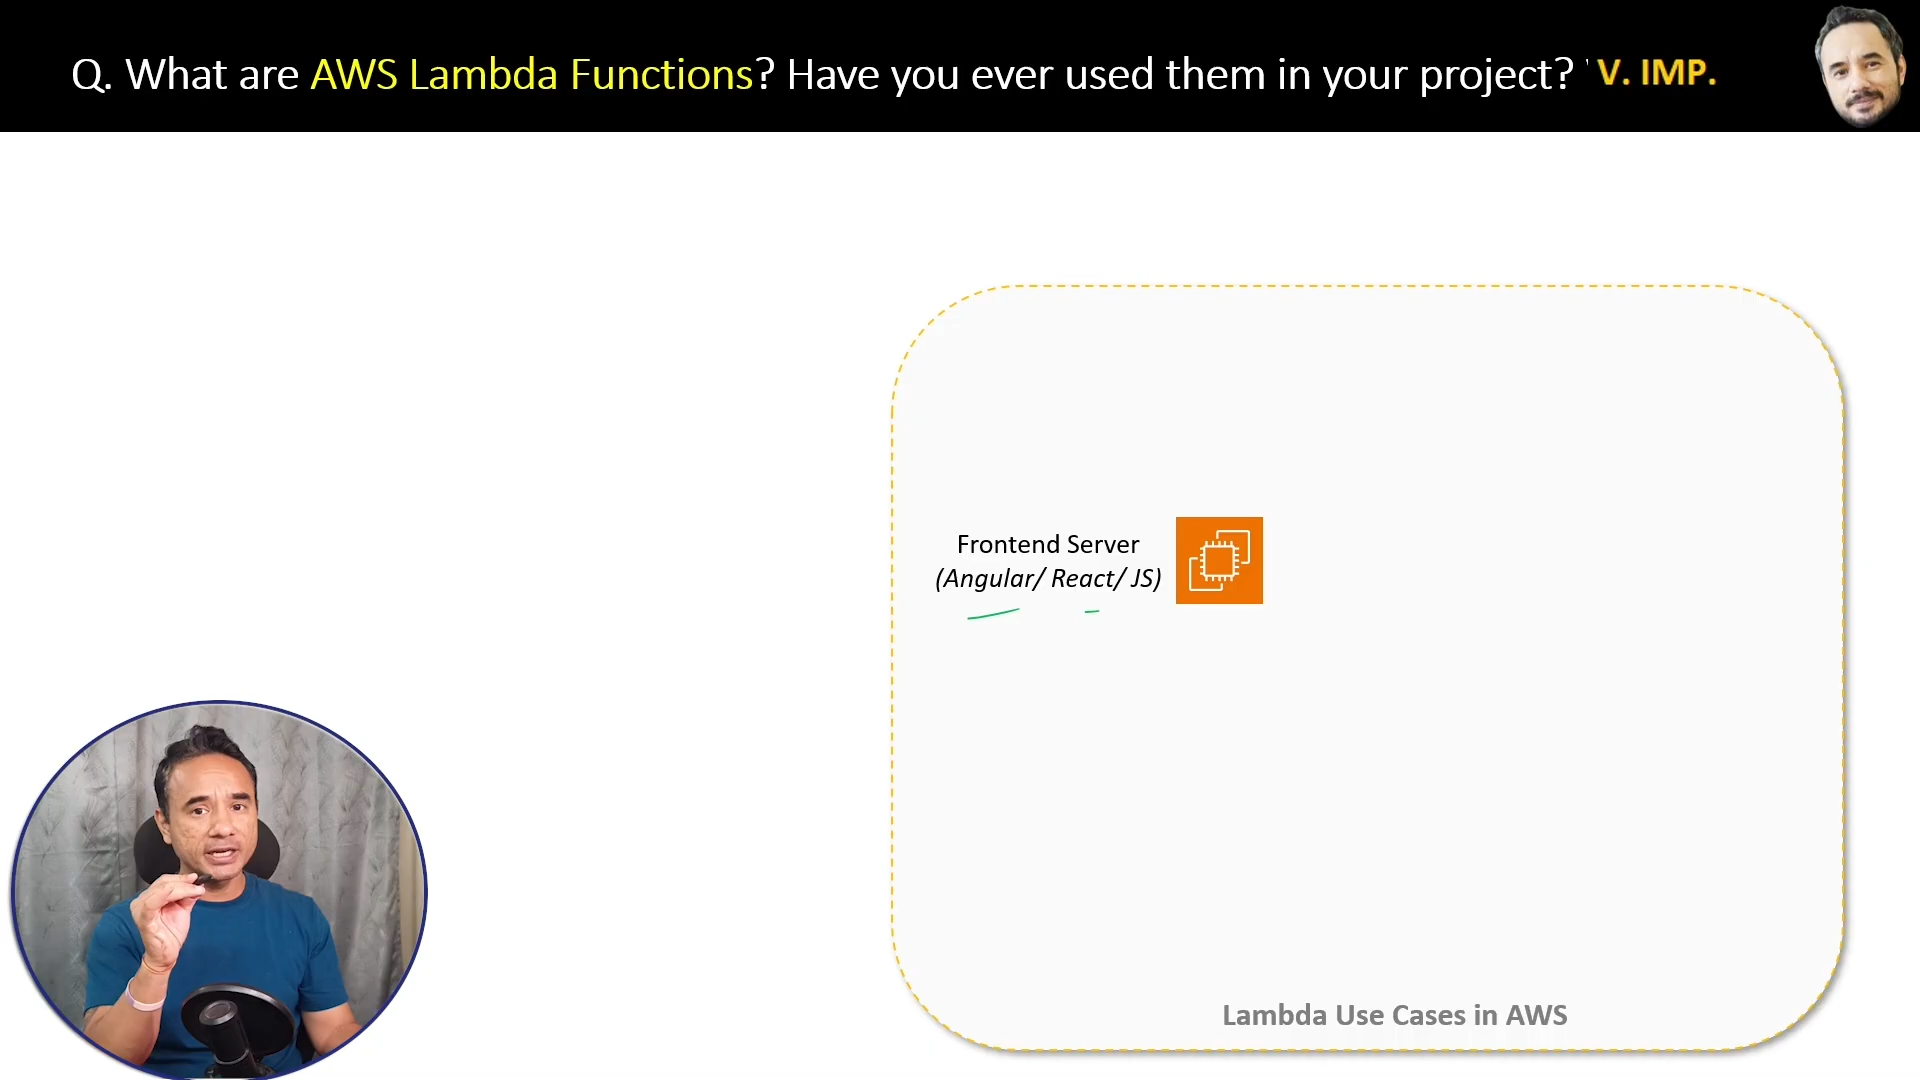 Q. What are AWS Lambda Functions? Have you ever used them in your project? ' V. IMP.
Frontend Server
(Angular/ React/ JS)
Lambda Use Cases in AWS